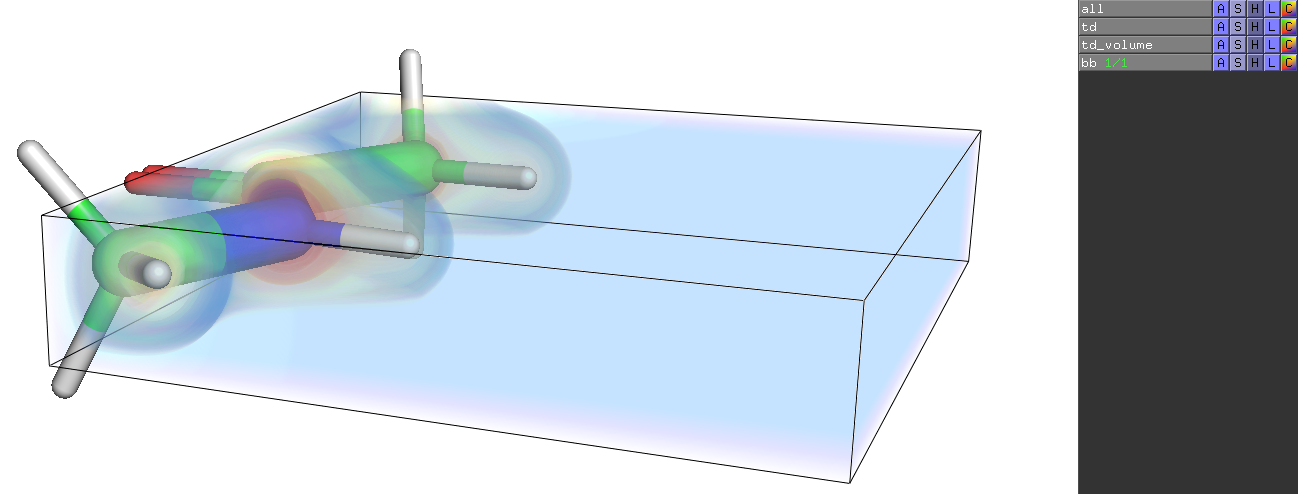 all A S H L C
td A S H L C
td_volume A S H L C
bb 1/1 A S H L C